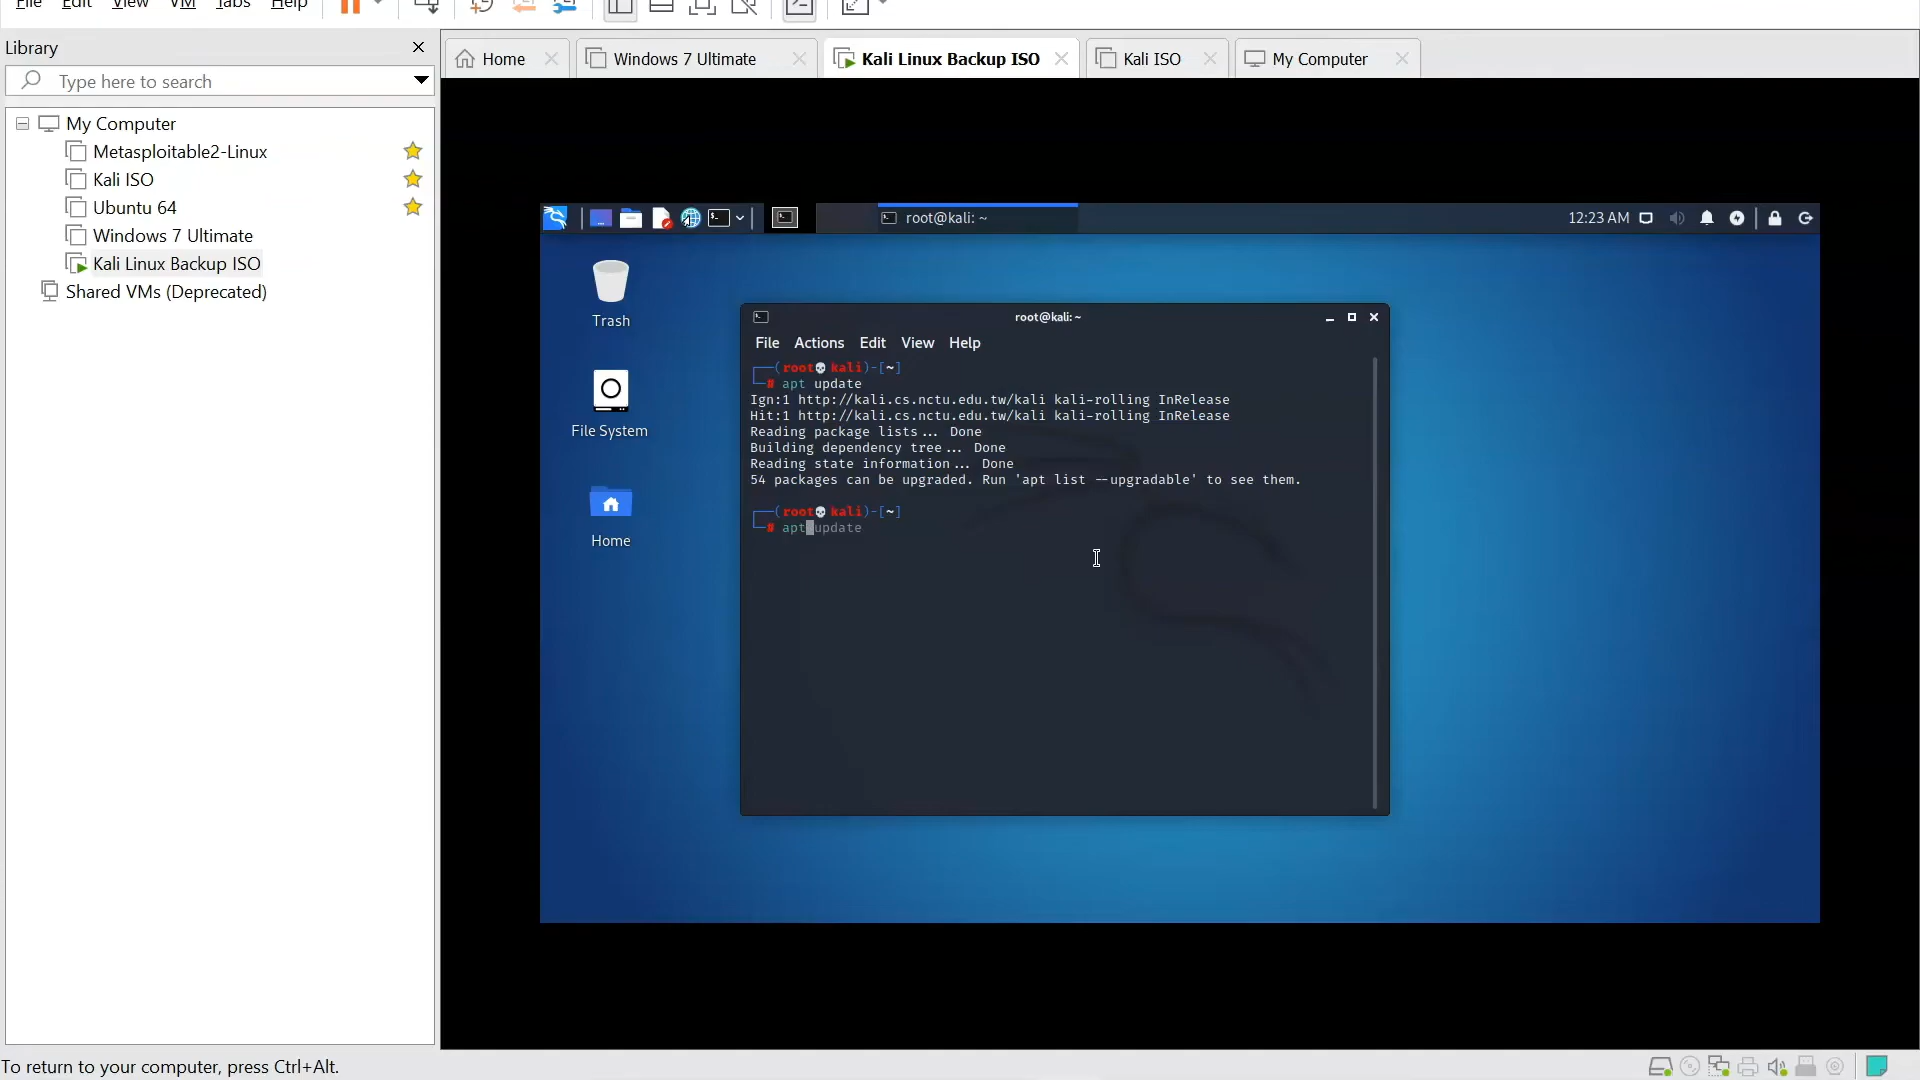 File Edit View VM Tabs Help
Library
Type here to search
My Computer
Metasploitable2-Linux
Kali ISO
Ubuntu 64
Windows 7 Ultimate
Kali Linux Backup ISO
Shared VMs (Deprecated)
Home
Windows 7 Ultimate
Kali Linux Backup ISO
Kali ISO
My Computer
root@kali: ~
12:23 AM
Trash
File System
Home
root@kali: ~
File Actions Edit View Help
┌──(root💀kali)-[~]
└─# apt update
Ign:1 http://kali.cs.nctu.edu.tw/kali kali-rolling InRelease
Hit:1 http://kali.cs.nctu.edu.tw/kali kali-rolling InRelease
Reading package lists... Done
Building dependency tree... Done
Reading state information... Done
54 packages can be upgraded. Run 'apt list --upgradable' to see them.
┌──(root💀kali)-[~]
└─# apt update
To return to your computer, press Ctrl+Alt.